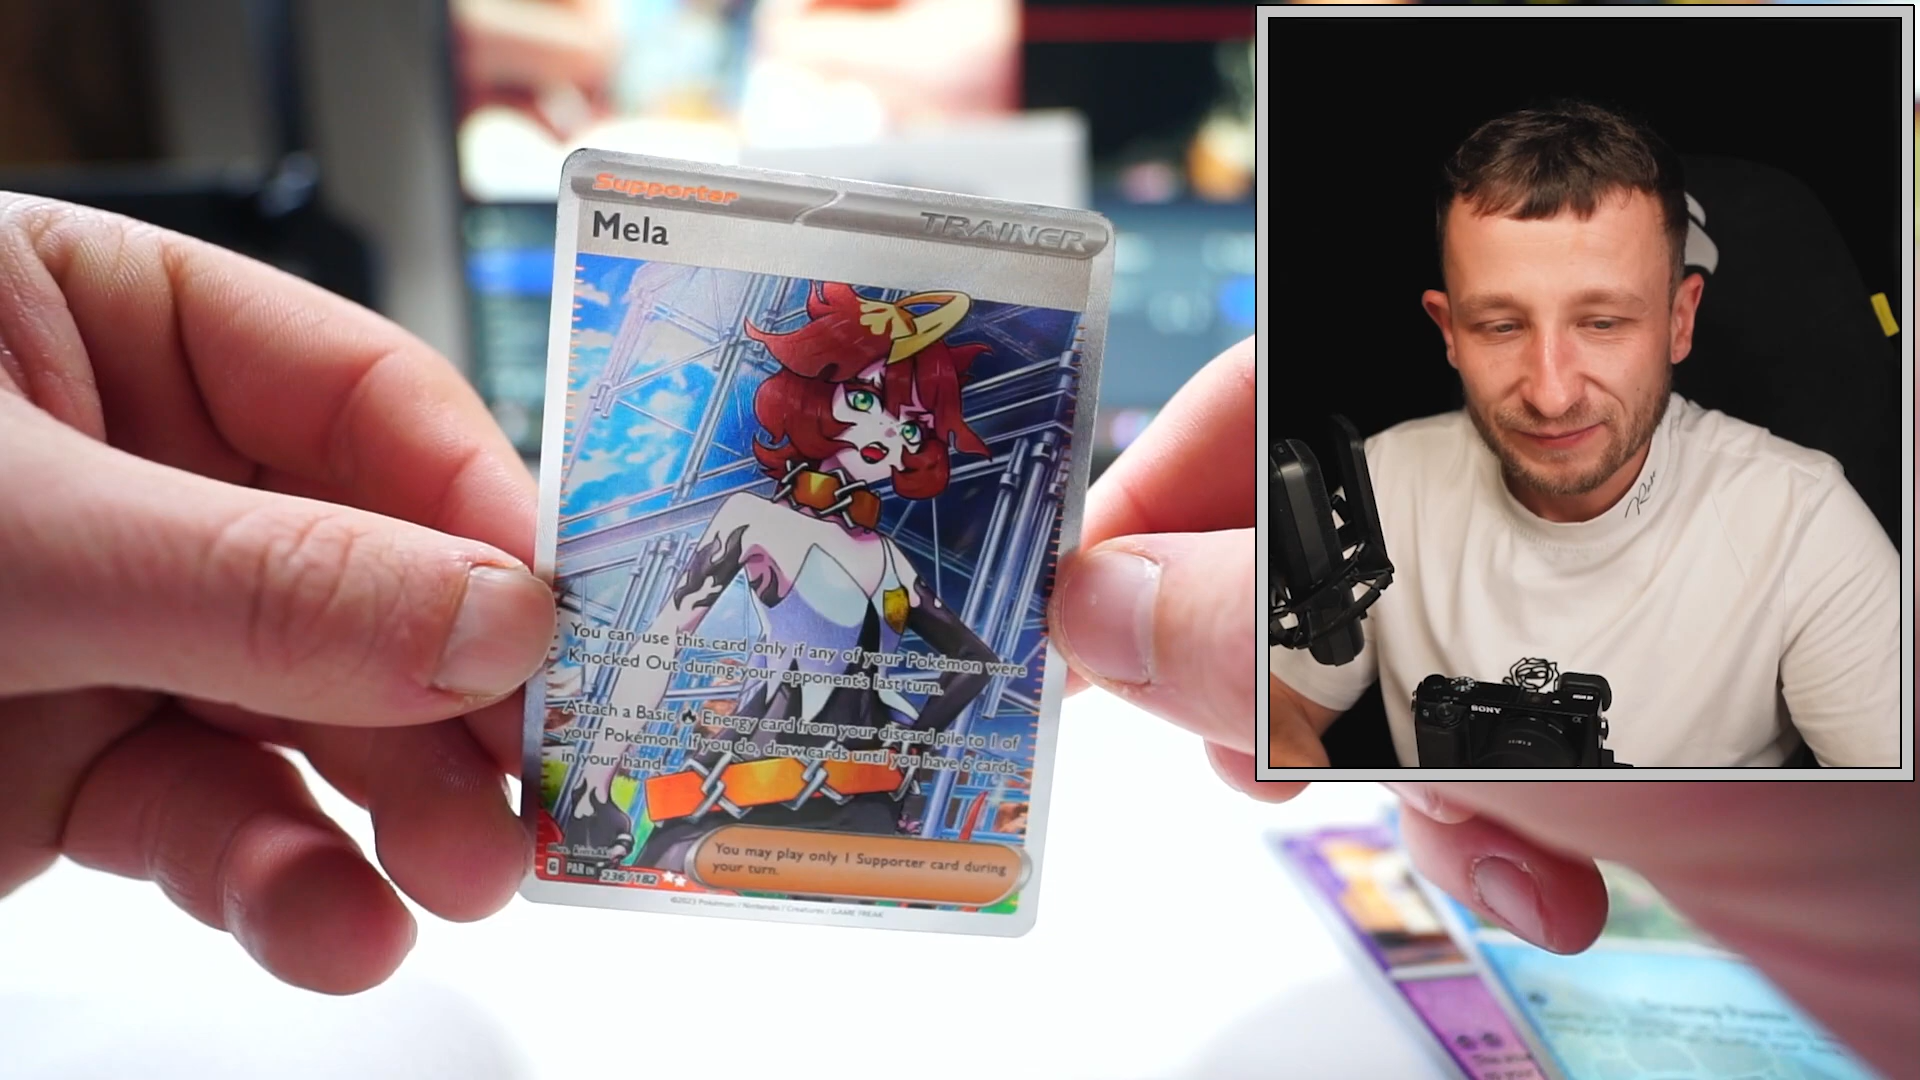 Supporter
TRAINER
Mela
You can use this card only if any of your Pokémon were
Knocked Out during your opponent's last turn.
Attach a Basic Energy card from your discard pile to 1 of
your Pokémon. If you do, draw cards until you have 6 cards
in your hand.
You may play only 1 Supporter card during
your turn.
G PAR EN 236/182
©2023 Pokémon / Nintendo / Creatures / GAME FREAK
Rose
SONY